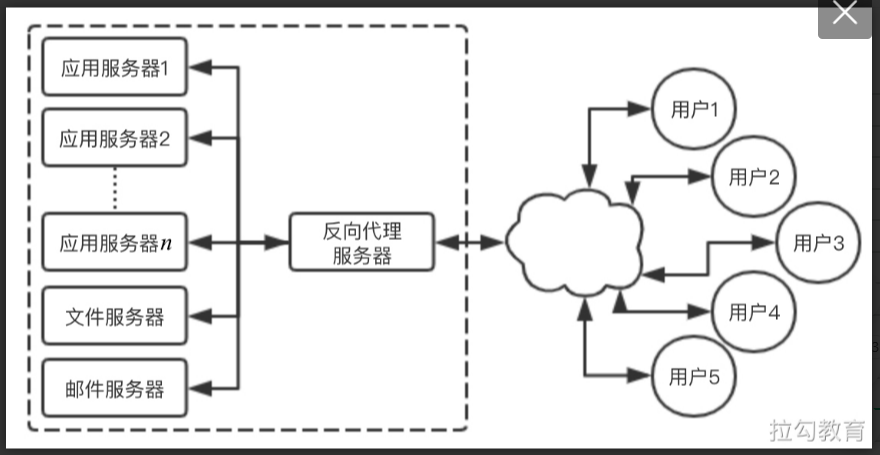 应用服务器1
应用服务器2
应用服务器n
文件服务器
邮件服务器
反向代理
服务器
用户1
用户2
用户3
用户4
用户5
拉勾教育